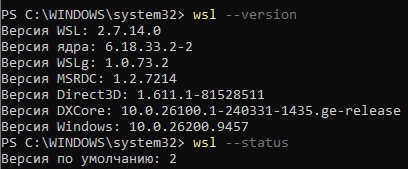 PS C:\WINDOWS\system32> wsl --version
Версия WSL: 2.7.14.0
Версия ядра: 6.18.33.2-2
Версия WSLg: 1.0.73.2
Версия MSRDC: 1.2.7214
Версия Direct3D: 1.611.1-81528511
Версия DXCore: 10.0.26100.1-240331-1435.ge-release
Версия Windows: 10.0.26200.9457
PS C:\WINDOWS\system32> wsl --status
Версия по умолчанию: 2